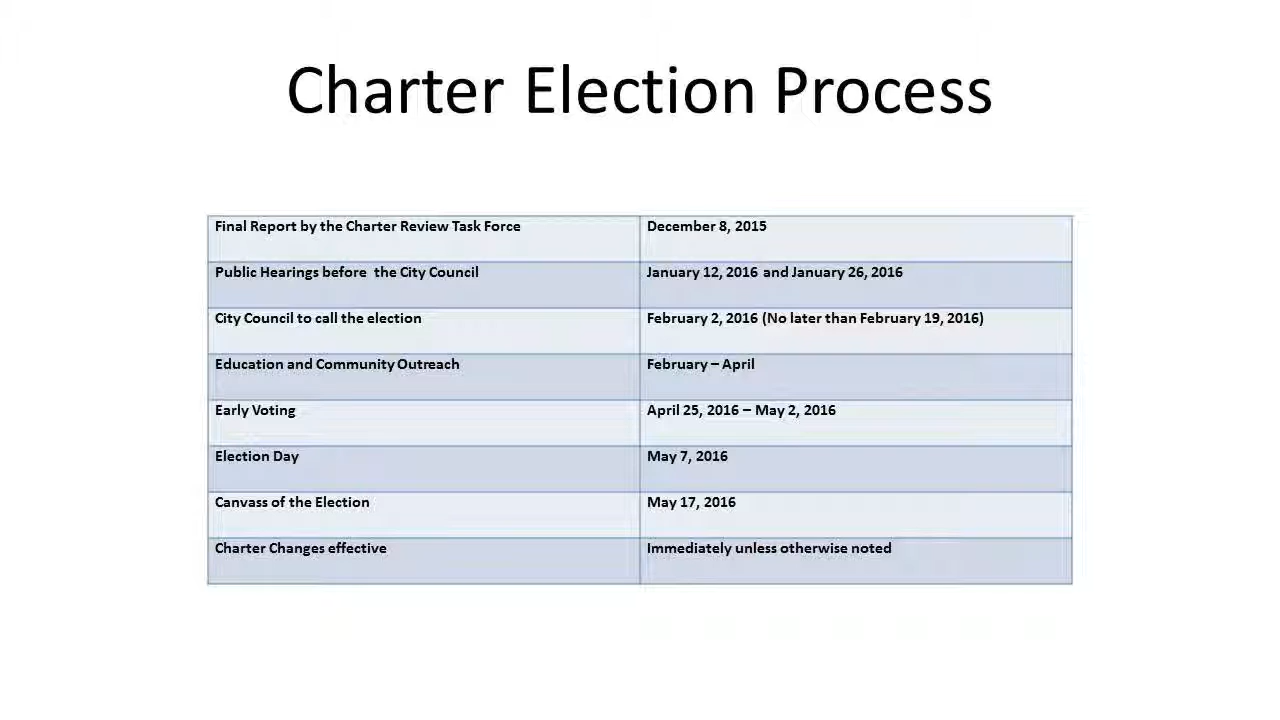 Charter Election Process
Final Report by the Charter Review Task Force December 8, 2015
Public Hearings before the City Council January 12, 2016 and January 26, 2016
City Council to call the election February 2, 2016 (No later than February 19, 2016)
Education and Community Outreach February – April
Early Voting April 25, 2016 – May 2, 2016
Election Day May 7, 2016
Canvass of the Election May 17, 2016
Charter Changes effective Immediately unless otherwise noted